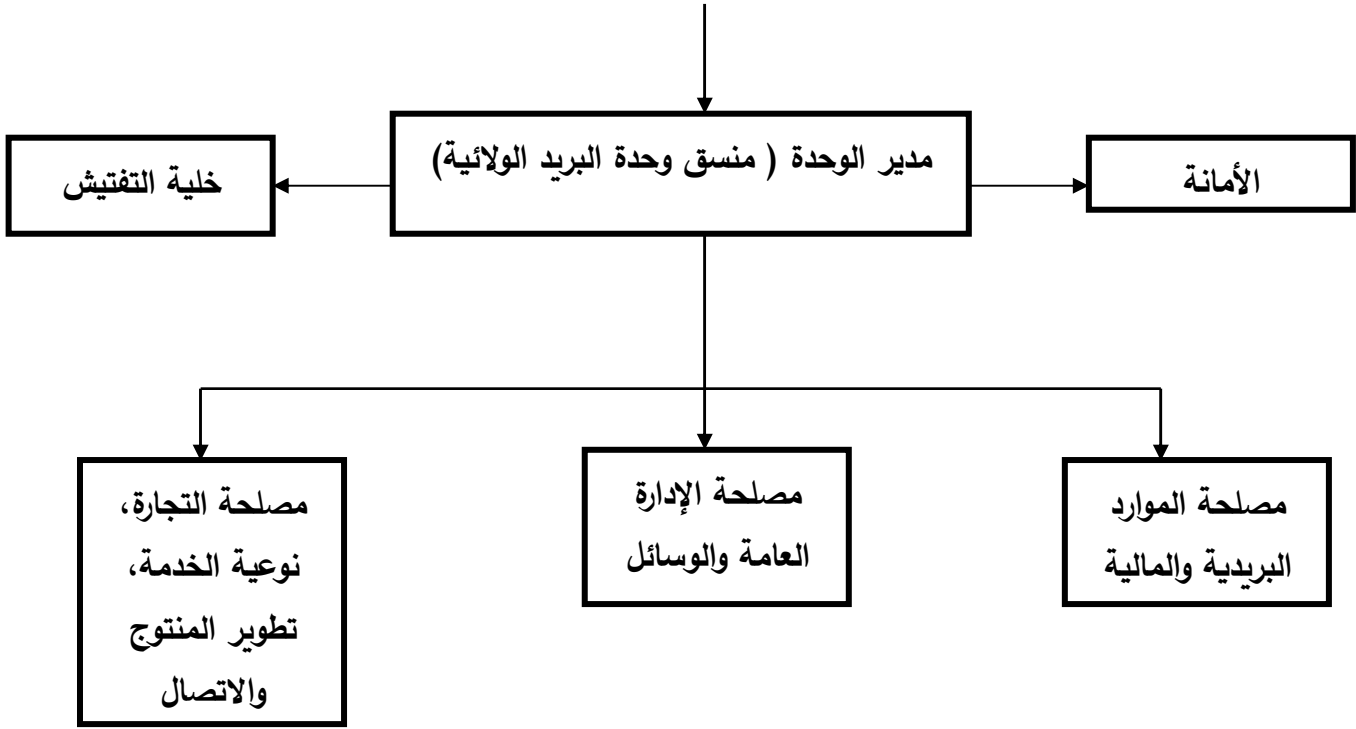 مدير الوحدة ( منسق وحدة البريد الولائية)
الأمانة
خلية التفتيش
مصلحة الموارد
البريدية والمالية
مصلحة الإدارة
العامة والوسائل
مصلحة التجارة،
نوعية الخدمة،
تطوير المنتوج
والاتصال